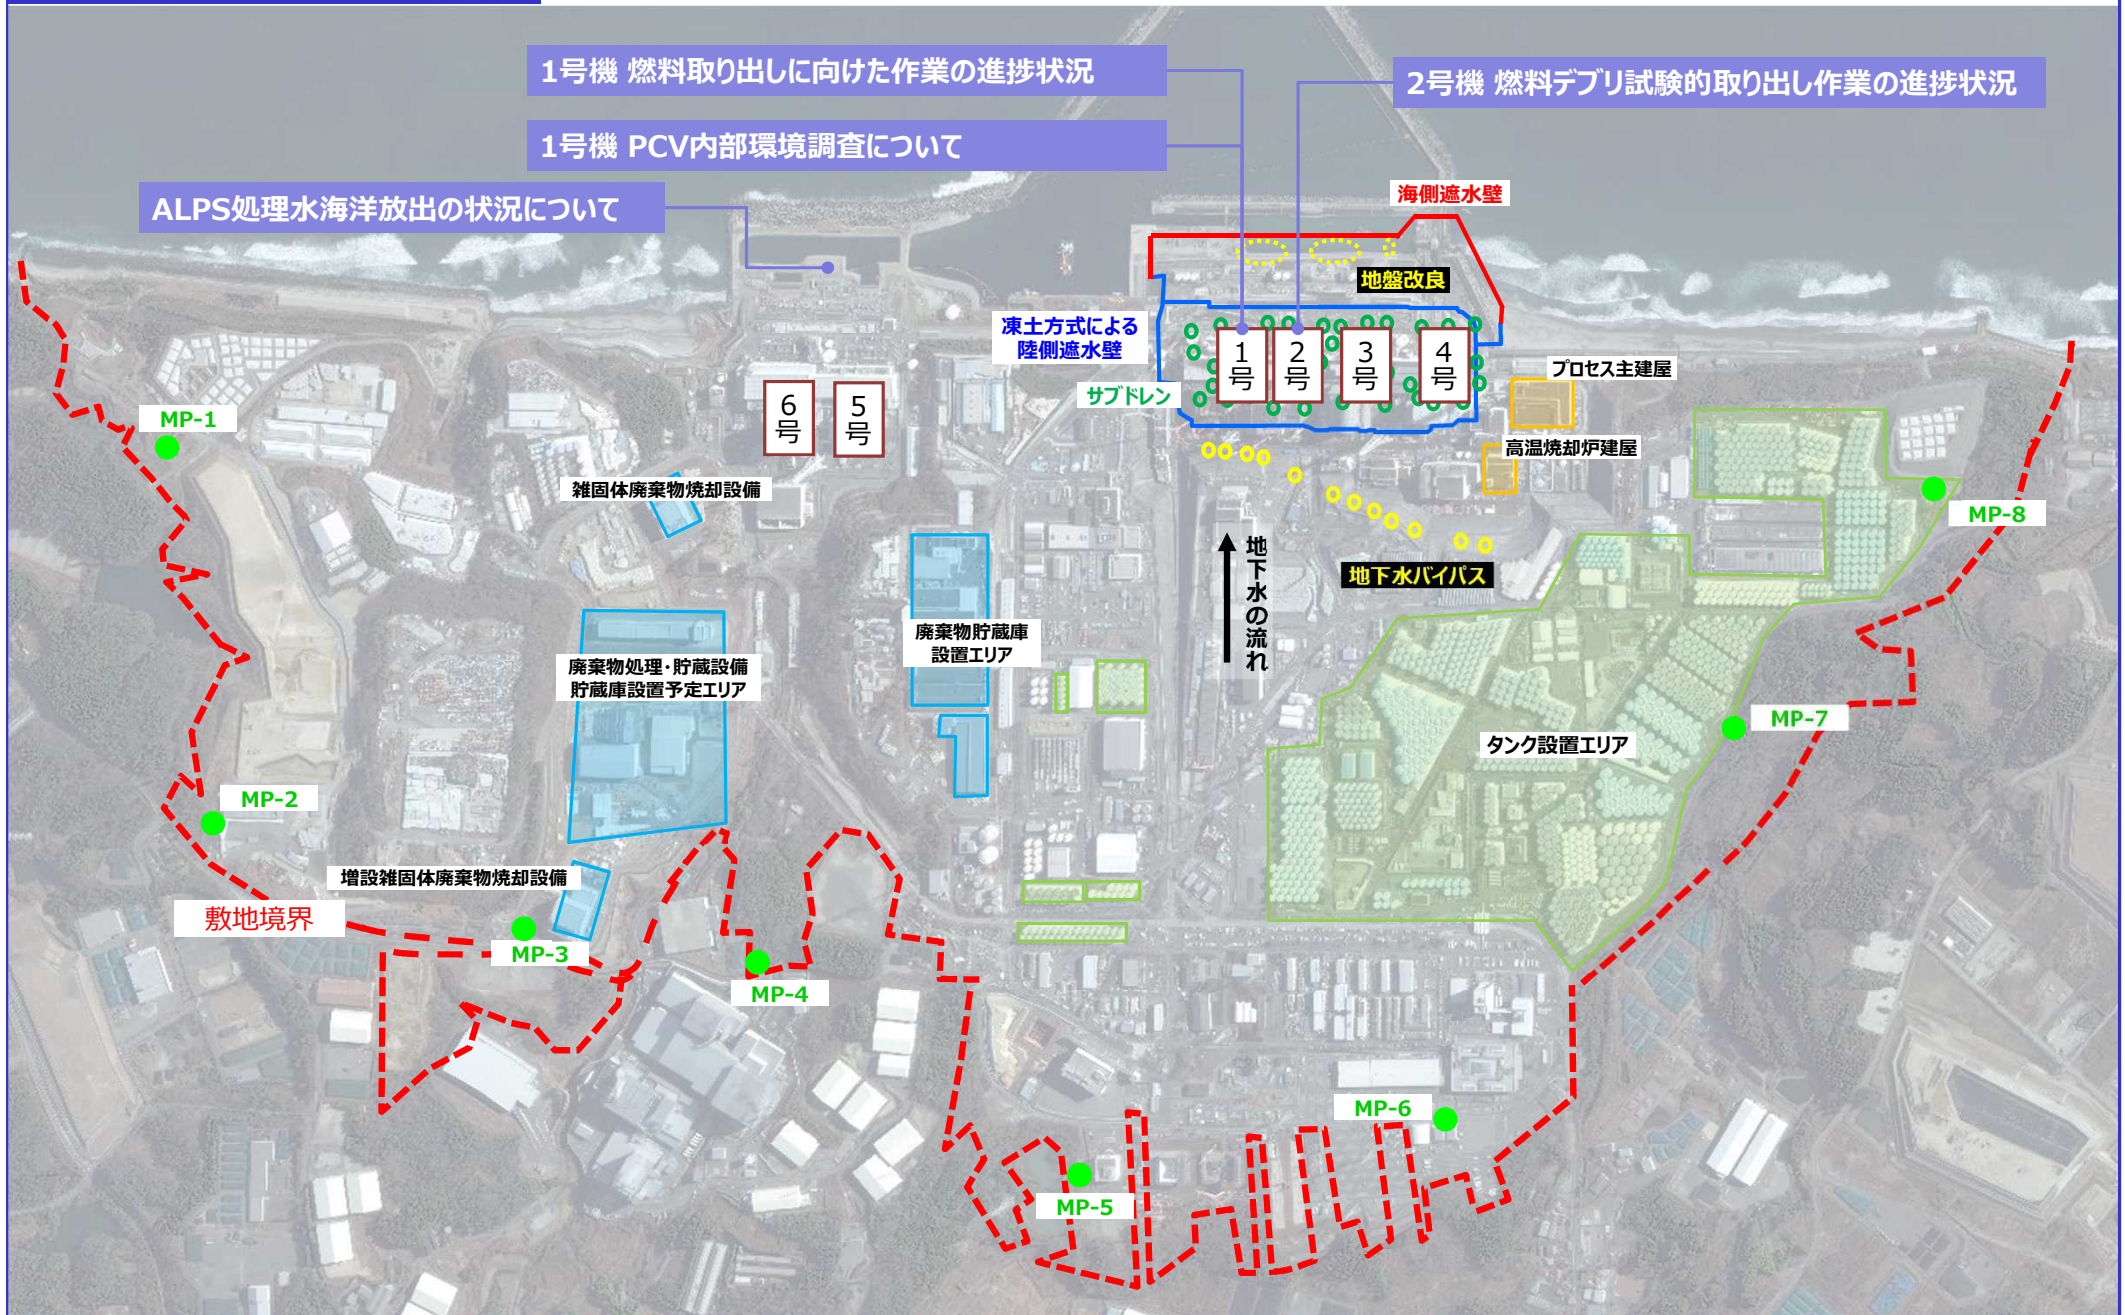 1号機 燃料取り出しに向けた作業の進捗状況
2号機 燃料デブリ試験的取り出し作業の進捗状況
1号機 PCV内部環境調査について
ALPS処理水海洋放出の状況について
海側遮水壁
地盤改良
凍土方式による
陸側遮水壁
1号
2号
3号
4号
プロセス主建屋
サブドレン
6号
5号
MP-1
高温焼却炉建屋
雑固体廃棄物焼却設備
MP-8
地下水の流れ
地下水バイパス
廃棄物貯蔵庫
設置エリア
廃棄物処理・貯蔵設備
貯蔵庫設置予定エリア
MP-7
タンク設置エリア
MP-2
増設雑固体廃棄物焼却設備
敷地境界
MP-3
MP-4
MP-6
MP-5